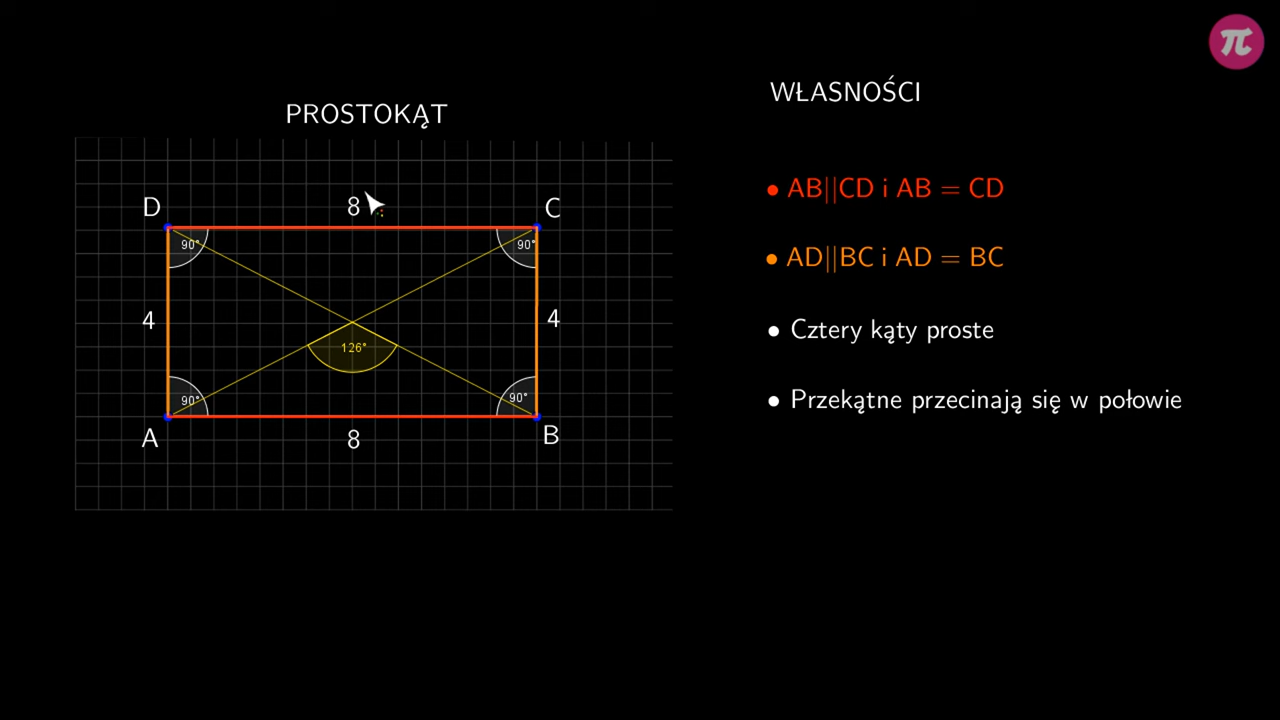 π
WŁASNOŚCI
PROSTOKĄT
• AB||CD i AB = CD
D
8
C
90°
90°
• AD||BC i AD = BC
4
4
• Cztery kąty proste
126°
90°
90°
• Przekątne przecinają się w połowie
A
8
B